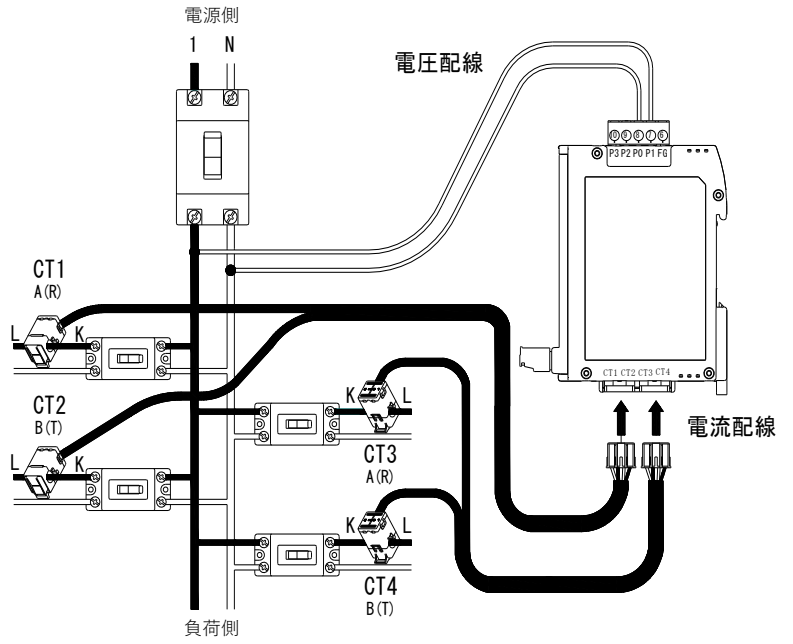 電源側
1 N
電圧配線
⑩⑨⑧⑦⑥
P3 P2 P0 P1 FG
CT1
A(R)
L K
CT2
B(T)
L K
K L
CT3
A(R)
CT1 CT2 CT3 CT4
電流配線
K L
CT4
B(T)
負荷側